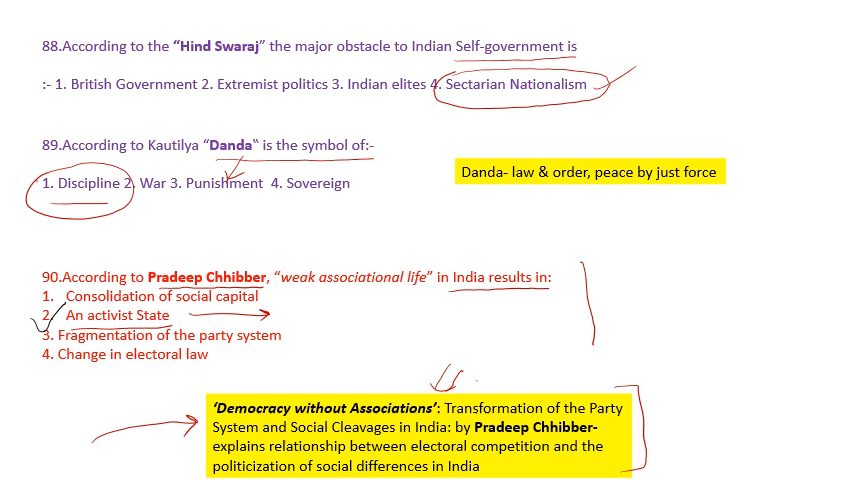 88.According to the “Hind Swaraj” the major obstacle to Indian Self-government is
:- 1. British Government 2. Extremist politics 3. Indian elites 4. Sectarian Nationalism
89.According to Kautilya “Danda‟ is the symbol of:-
1. Discipline 2. War 3. Punishment 4. Sovereign
Danda- law & order, peace by just force
90.According to Pradeep Chhibber, “weak associational life” in India results in:
1. Consolidation of social capital
2. An activist State
3. Fragmentation of the party system
4. Change in electoral law
‘Democracy without Associations’: Transformation of the Party
System and Social Cleavages in India: by Pradeep Chhibber-
explains relationship between electoral competition and the
politicization of social differences in India